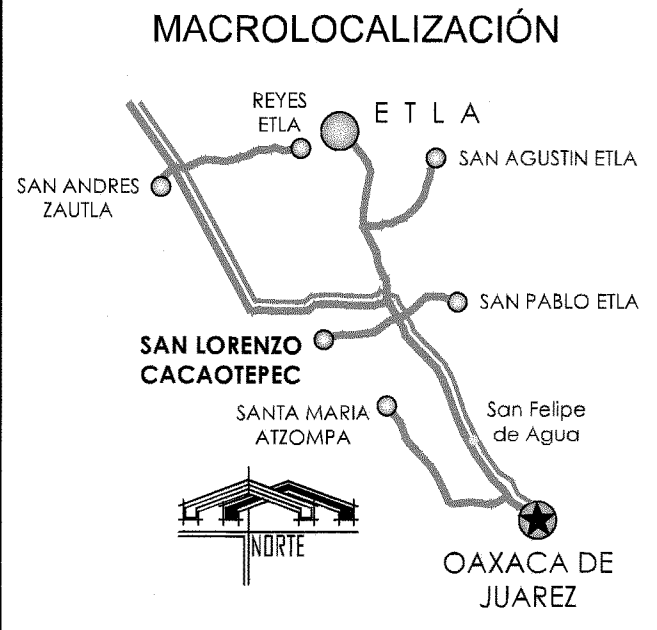 MACROLOCALIZACIÓN
REYES
ETLA
ETLA
SAN AGUSTIN ETLA
SAN ANDRES
ZAUTLA
SAN PABLO ETLA
SAN LORENZO
CACAOTEPEC
SANTA MARIA
ATZOMPA
San Felipe
de Agua
NORTE
OAXACA DE
JUAREZ